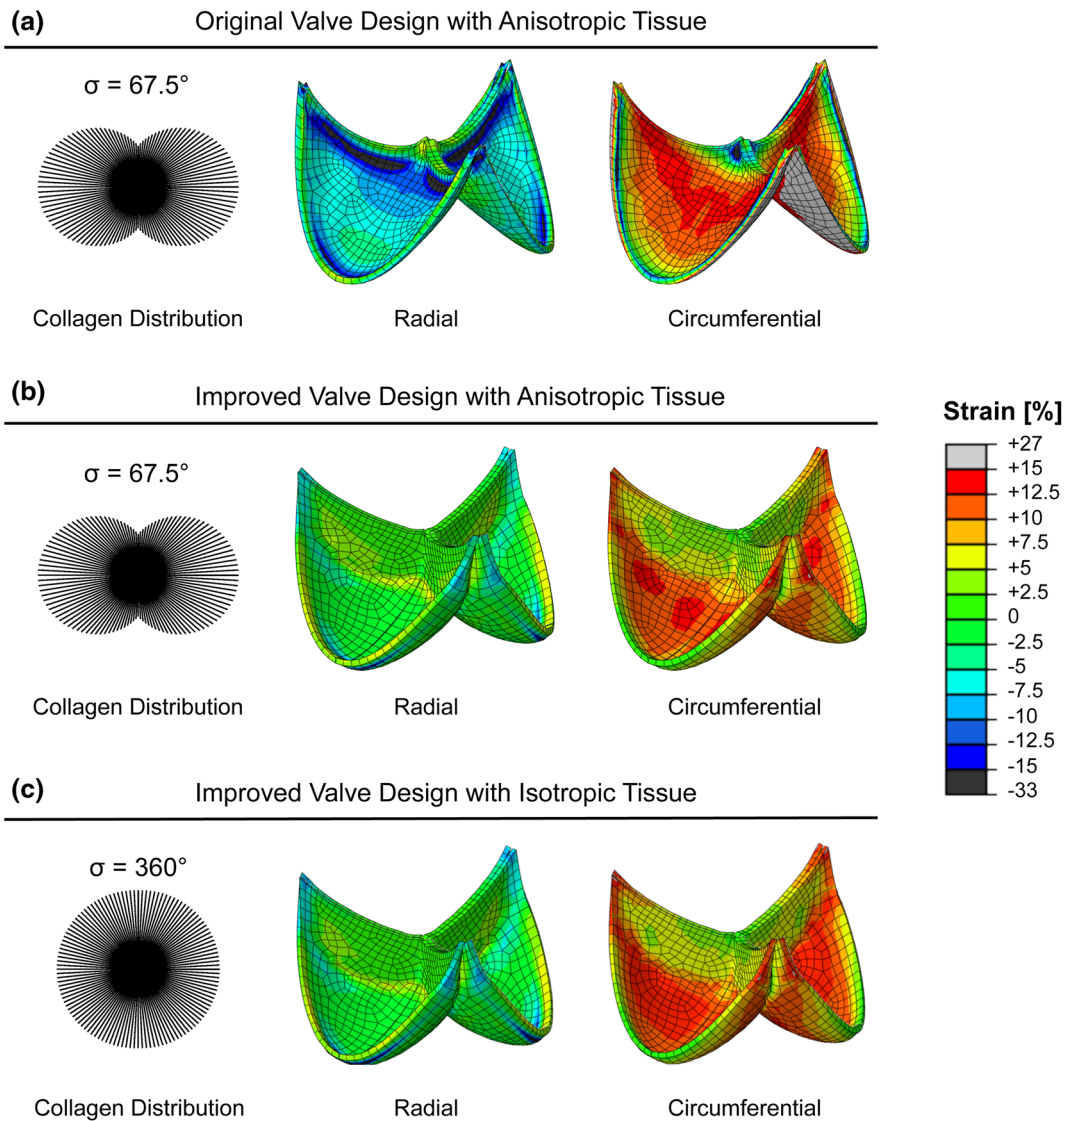 (a)
Original Valve Design with Anisotropic Tissue
σ = 67.5°
Collagen Distribution
Radial
Circumferential
(b)
Improved Valve Design with Anisotropic Tissue
σ = 67.5°
Collagen Distribution
Radial
Circumferential
Strain [%]
+27
+15
+12.5
+10
+7.5
+5
+2.5
0
-2.5
-5
-7.5
-10
-12.5
-15
-33
(c)
Improved Valve Design with Isotropic Tissue
σ = 360°
Collagen Distribution
Radial
Circumferential